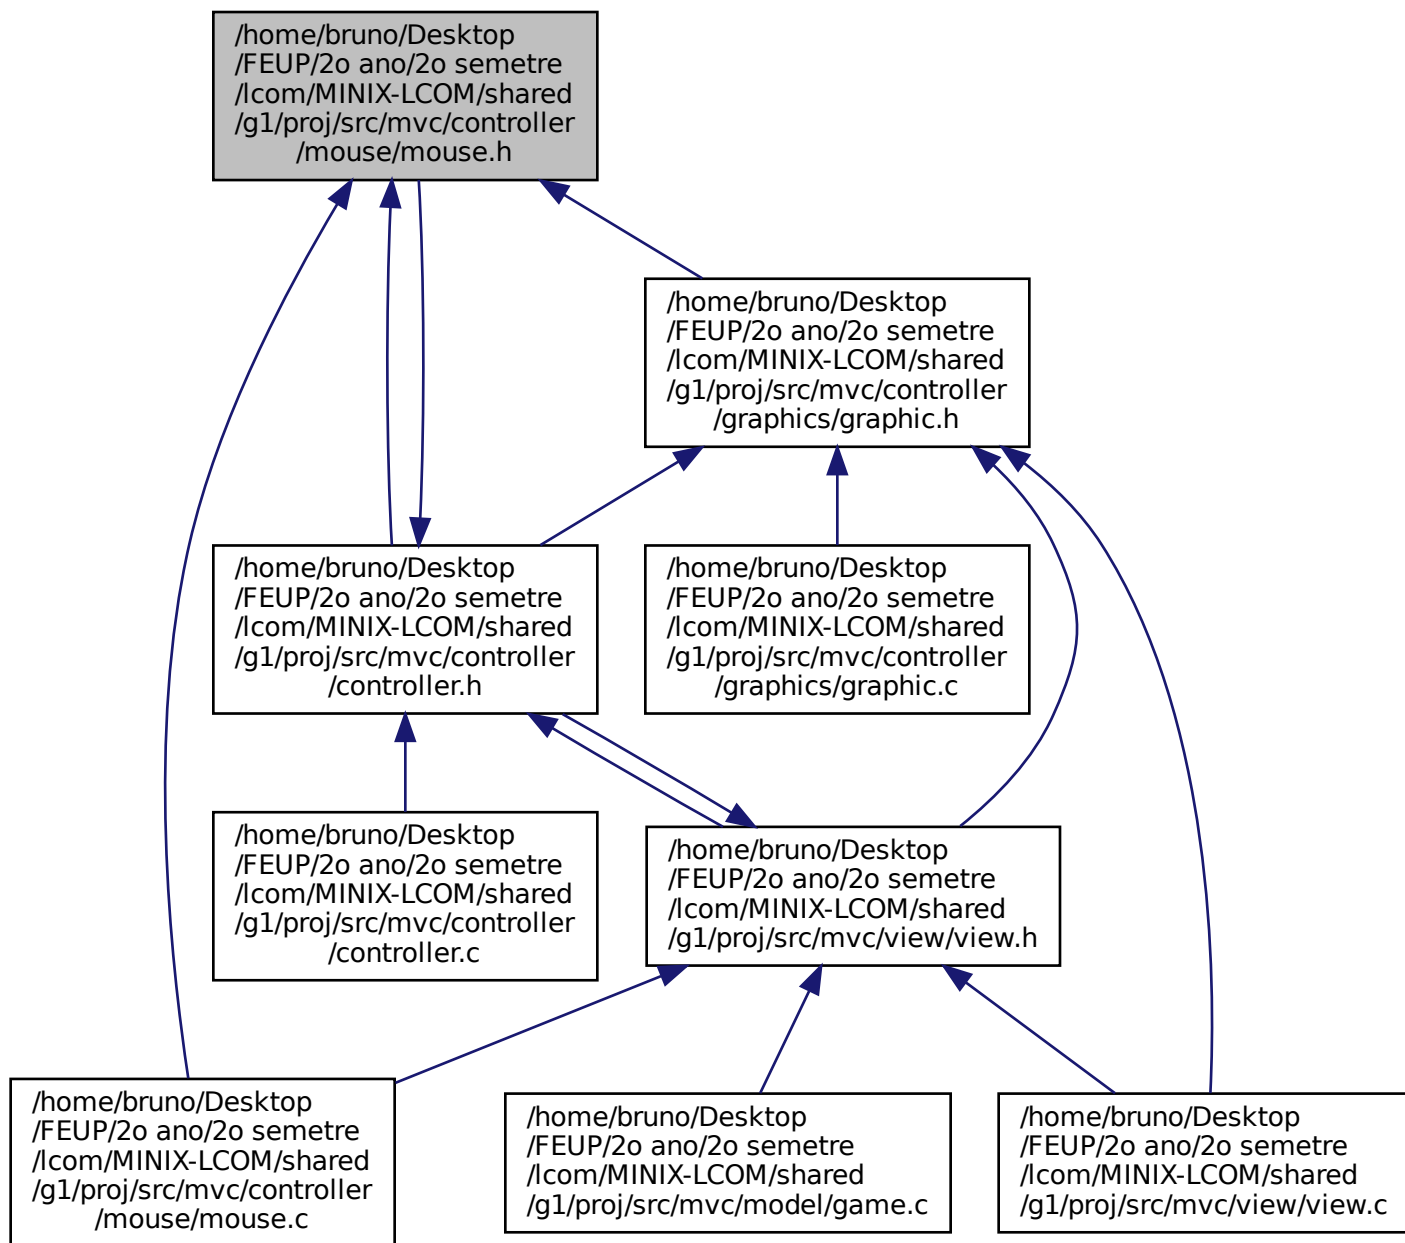 /home/bruno/Desktop
/FEUP/2o ano/2o semetre
/lcom/MINIX-LCOM/shared
/g1/proj/src/mvc/controller
/mouse/mouse.h
/home/bruno/Desktop
/FEUP/2o ano/2o semetre
/lcom/MINIX-LCOM/shared
/g1/proj/src/mvc/controller
/graphics/graphic.h
/home/bruno/Desktop
/FEUP/2o ano/2o semetre
/lcom/MINIX-LCOM/shared
/g1/proj/src/mvc/controller
/controller.h
/home/bruno/Desktop
/FEUP/2o ano/2o semetre
/lcom/MINIX-LCOM/shared
/g1/proj/src/mvc/controller
/graphics/graphic.c
/home/bruno/Desktop
/FEUP/2o ano/2o semetre
/lcom/MINIX-LCOM/shared
/g1/proj/src/mvc/controller
/controller.c
/home/bruno/Desktop
/FEUP/2o ano/2o semetre
/lcom/MINIX-LCOM/shared
/g1/proj/src/mvc/view/view.h
/home/bruno/Desktop
/FEUP/2o ano/2o semetre
/lcom/MINIX-LCOM/shared
/g1/proj/src/mvc/controller
/mouse/mouse.c
/home/bruno/Desktop
/FEUP/2o ano/2o semetre
/lcom/MINIX-LCOM/shared
/g1/proj/src/mvc/model/game.c
/home/bruno/Desktop
/FEUP/2o ano/2o semetre
/lcom/MINIX-LCOM/shared
/g1/proj/src/mvc/view/view.c